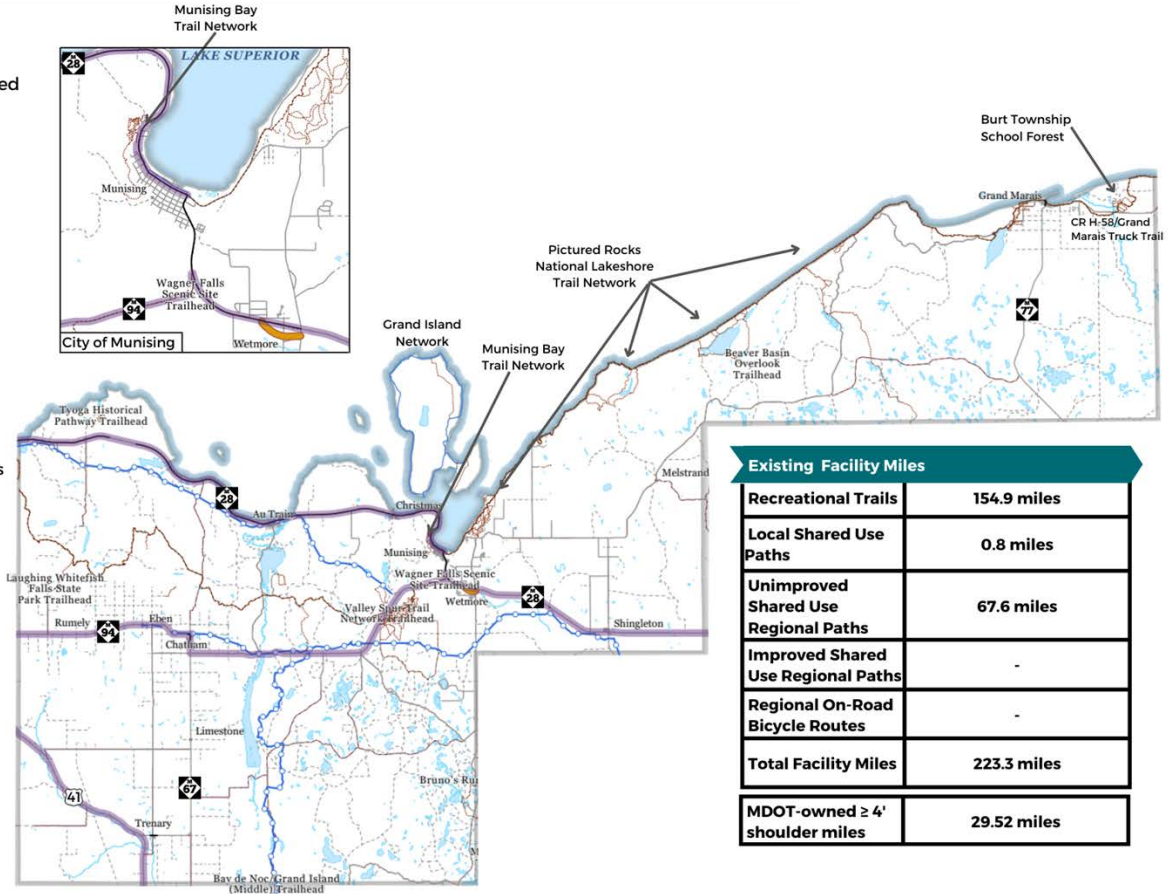 Munising Bay
Trail Network
ed
M
28
LAKE SUPERIOR
Munising
Wagner Falls
Scenic Site
Trailhead
M
94
Wetmore
City of Munising
Burt Township
School Forest
Grand Marais
CR H-58/Grand
Marais Truck Trail
Pictured Rocks
National Lakeshore
Trail Network
M
77
Grand Island
Network
Munising Bay
Trail Network
Beaver Basin
Overlook
Trailhead
Tyoga Historical
Pathway Trailhead
s
Melstrand
M
28
Au Train
Christmas
Munising
Laughing Whitefish
Falls State
Park Trailhead
Wagner Falls Scenic
Site Trailhead
Wetmore
M
28
Valley Spur Trail
Network Trailhead
Rumely
M
94
Eben
Chatham
Shingleton
Limestone
Bruno's Ru
41
M
67
Trenary
M
Bay de Noc/Grand Island
(Middle) Trailhead
Existing Facility Miles
Recreational Trails 154.9 miles
Local Shared Use
Paths 0.8 miles
Unimproved
Shared Use
Regional Paths 67.6 miles
Improved Shared
Use Regional Paths -
Regional On-Road
Bicycle Routes -
Total Facility Miles 223.3 miles
MDOT-owned ≥ 4'
shoulder miles 29.52 miles